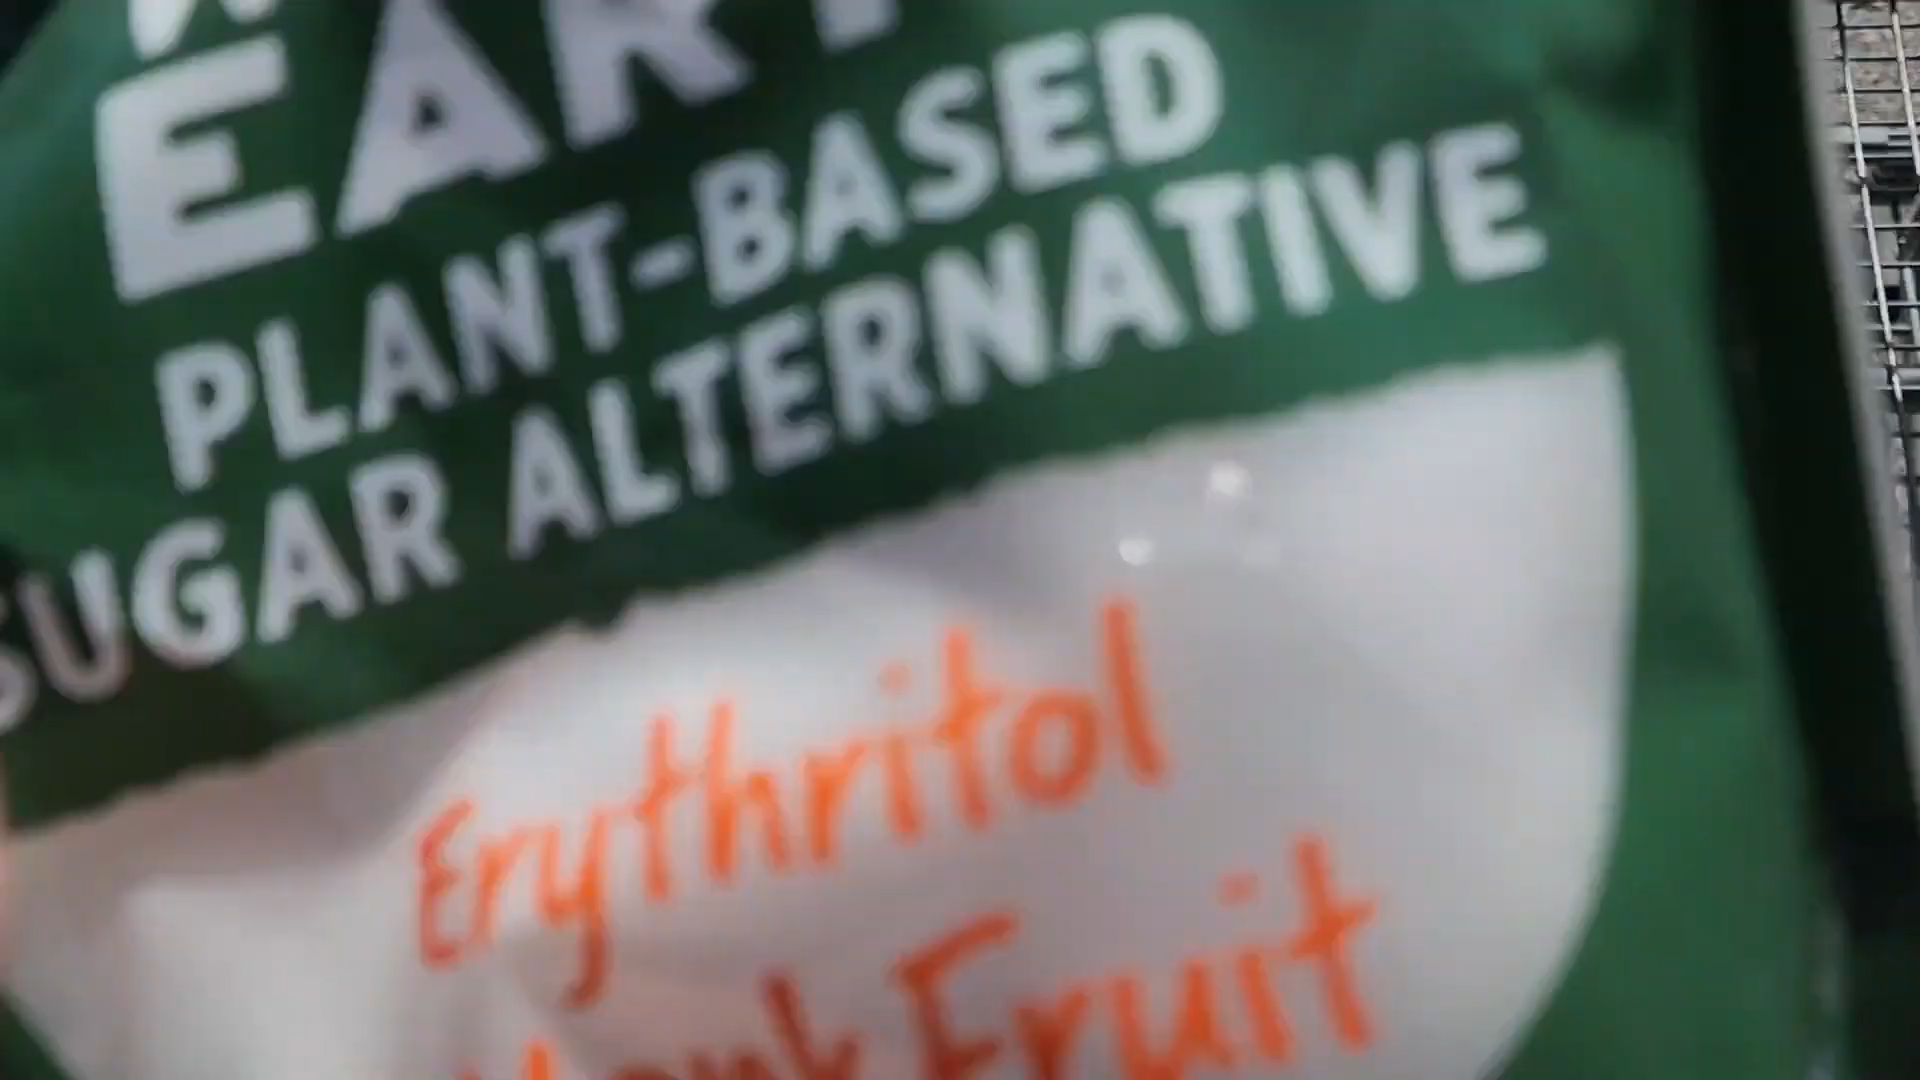 EART
PLANT-BASED
SUGAR ALTERNATIVE
Erythritol
Monk Fruit